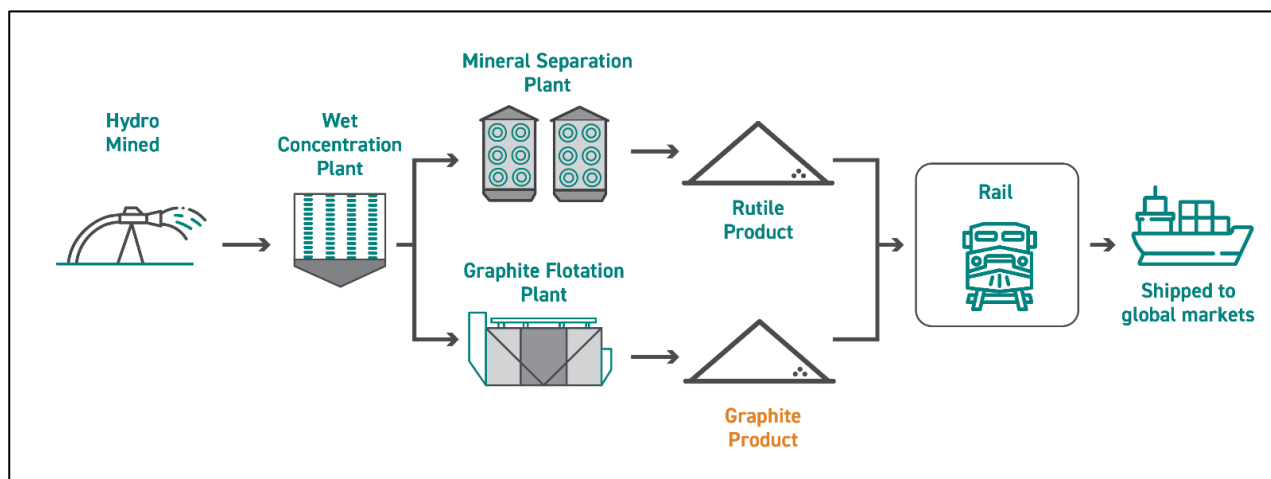 Hydro
Mined
Wet
Concentration
Plant
Mineral Separation
Plant
Graphite Flotation
Plant
Rutile
Product
Graphite
Product
Rail
Shipped to
global markets